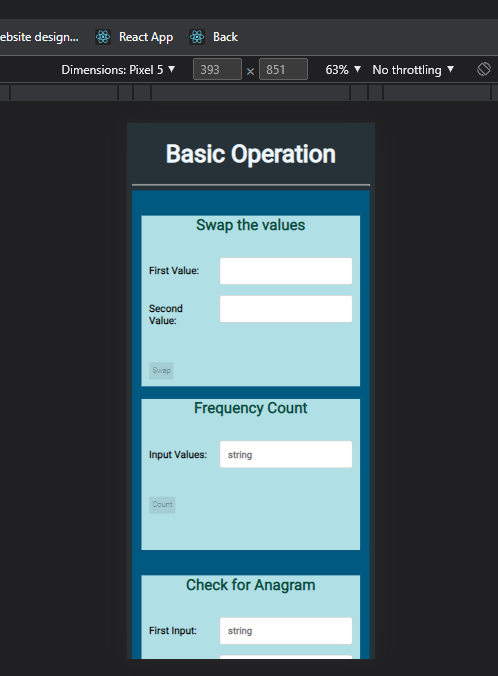 ebsite design... React App Back
Dimensions: Pixel 5 ▼ 393 × 851 63% ▼ No throttling ▼
Basic Operation
Swap the values
First Value:
Second
Value:
Swap
Frequency Count
Input Values: string
Count
Check for Anagram
First Input: string